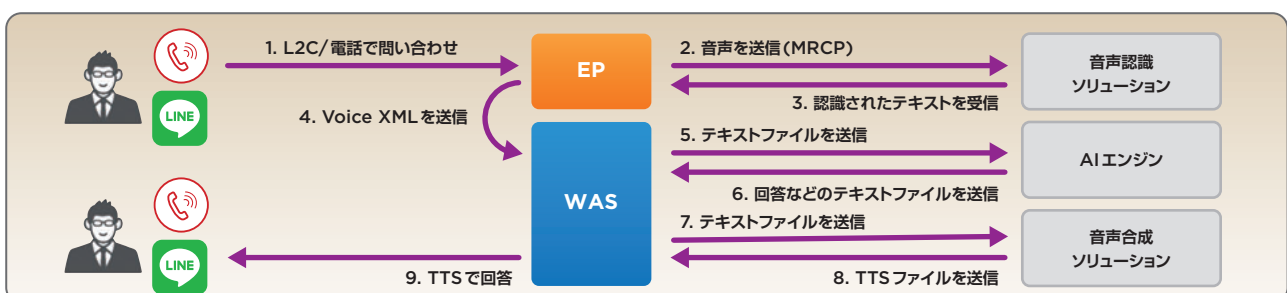 1. L2C/電話で問い合わせ
EP
2. 音声を送信(MRCP)
音声認識
ソリューション
3. 認識されたテキストを受信
LINE
4. Voice XMLを送信
5. テキストファイルを送信
AIエンジン
WAS
6. 回答などのテキストファイルを送信
7. テキストファイルを送信
音声合成
ソリューション
LINE
9. TTSで回答
8. TTSファイルを送信